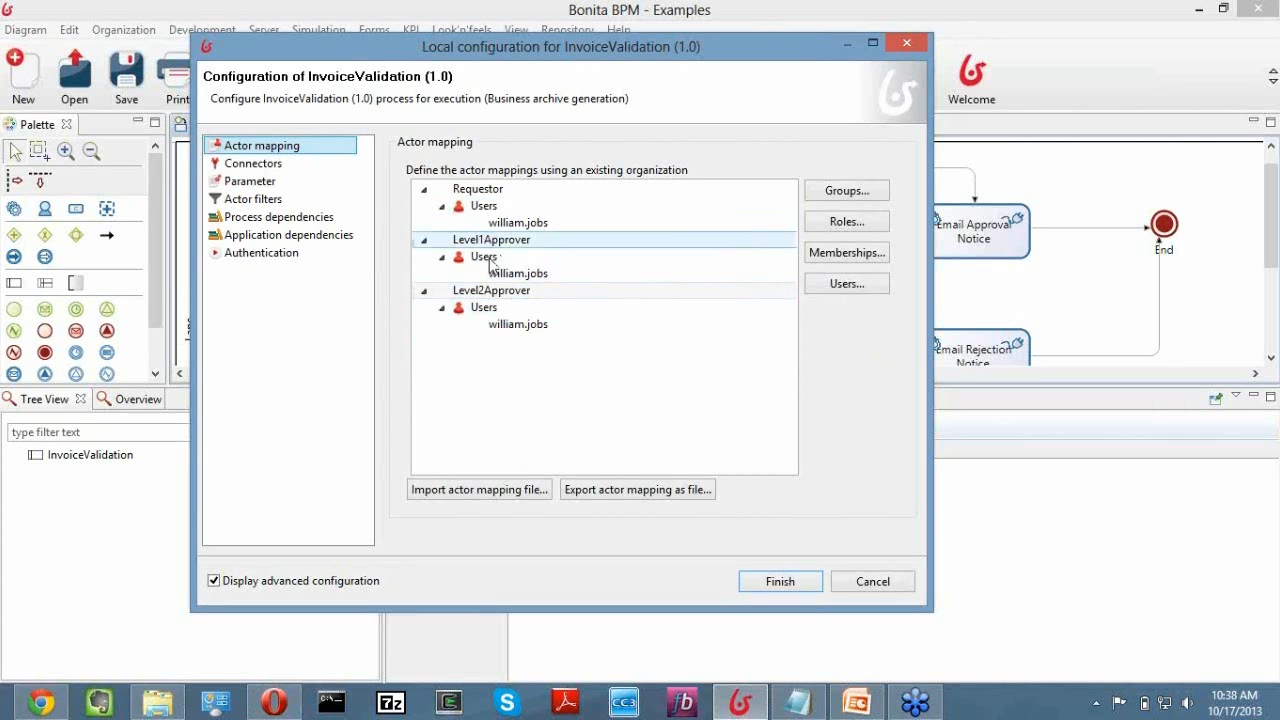 Bonita BPM - Examples
Diagram Edit Organization Development Server Simulation Forms KPI Look'n'feels View Repository Help
Local configuration for InvoiceValidation (1.0)
New Open Save Print Welcome
Configuration of InvoiceValidation (1.0)
Configure InvoiceValidation (1.0) process for execution (Business archive generation)
Palette
Actor mapping
Connectors
Parameter
Actor filters
Process dependencies
Application dependencies
Authentication
Actor mapping
Define the actor mappings using an existing organization
Requestor
Users
william.jobs
Level1Approver
Users
william.jobs
Level2Approver
Users
william.jobs
Groups...
Roles...
Memberships...
Users...
Import actor mapping file... Export actor mapping as file...
Display advanced configuration
Finish Cancel
Email Approval
Notice
End
Email Rejection
Notice
Tree View Overview
type filter text
InvoiceValidation
7z
CC3
fb
10:38 AM
10/17/2013